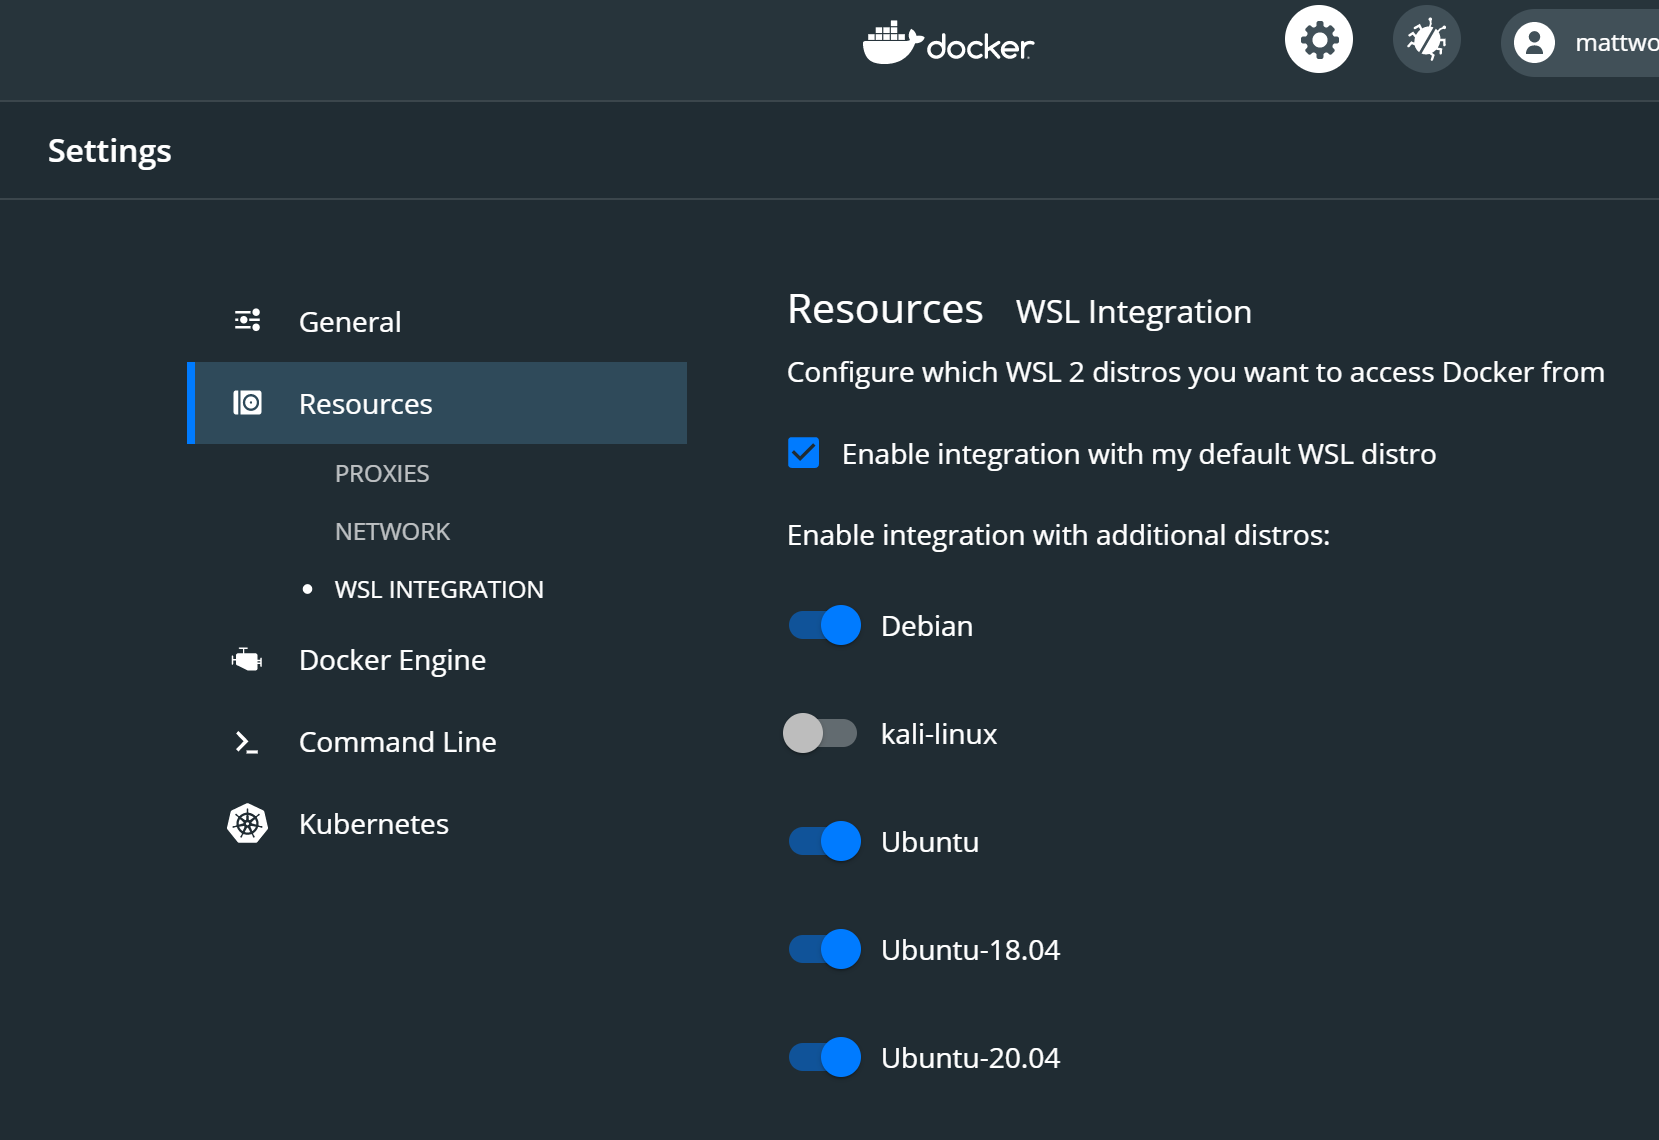 docker
mattwo
Settings
General
Resources
PROXIES
NETWORK
WSL INTEGRATION
Docker Engine
Command Line
Kubernetes
Resources WSL Integration
Configure which WSL 2 distros you want to access Docker from
Enable integration with my default WSL distro
Enable integration with additional distros:
Debian
kali-linux
Ubuntu
Ubuntu-18.04
Ubuntu-20.04